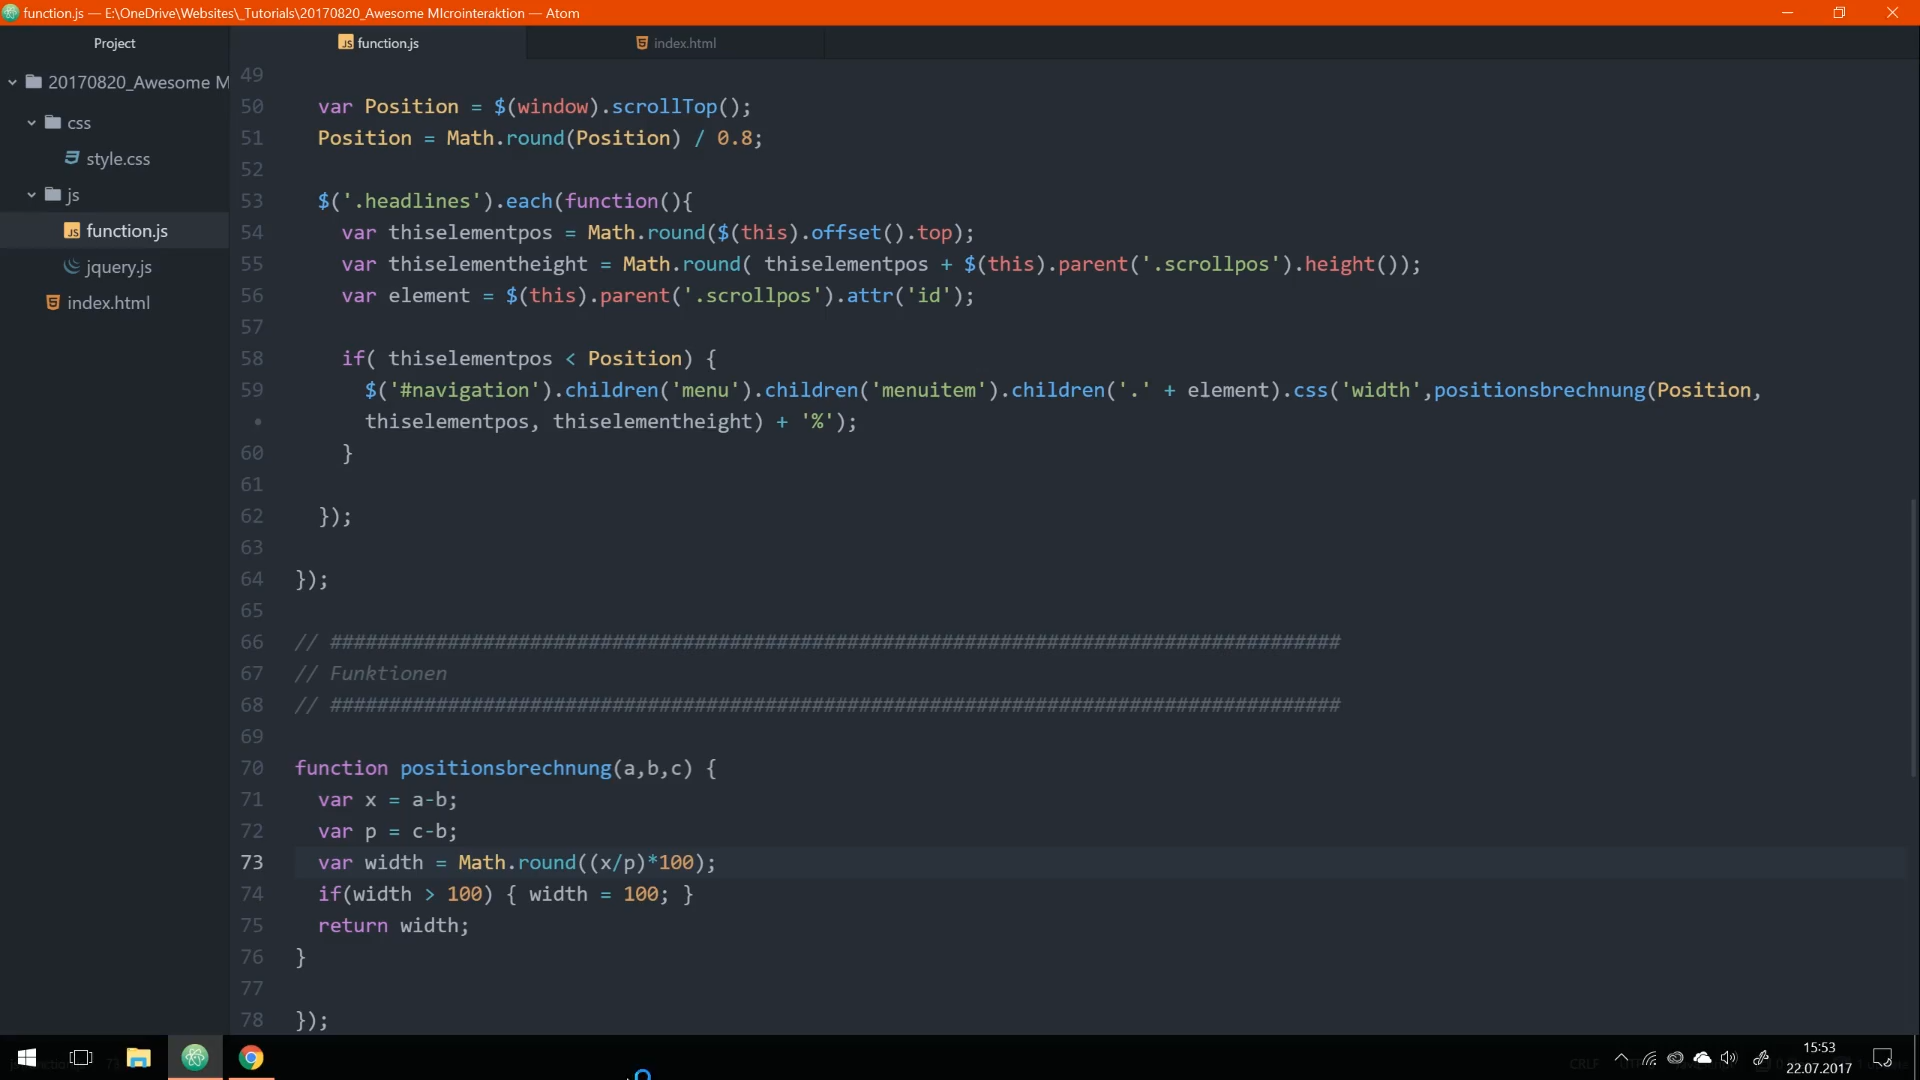 function.js — E:\OneDrive\Websites\_Tutorials\20170820_Awesome MIcrointeraktion — Atom
Project
function.js
index.html
20170820_Awesome M
css
style.css
js
function.js
jquery.js
index.html
49
50 var Position = $(window).scrollTop();
51 Position = Math.round(Position) / 0.8;
52
53 $('.headlines').each(function(){
54 var thiselementpos = Math.round($(this).offset().top);
55 var thiselementheight = Math.round( thiselementpos + $(this).parent('.scrollpos').height());
56 var element = $(this).parent('.scrollpos').attr('id');
57
58 if( thiselementpos < Position) {
59 $('#navigation').children('menu').children('menuitem').children('.' + element).css('width',positionsbrechnung(Position,
• thiselementpos, thiselementheight) + '%');
60 }
61
62 });
63
64 });
65
66 // ######################################################################################
67 // Funktionen
68 // ######################################################################################
69
70 function positionsbrechnung(a,b,c) {
71 var x = a-b;
72 var p = c-b;
73 var width = Math.round((x/p)*100);
74 if(width > 100) { width = 100; }
75 return width;
76 }
77
78 });
15:53
22.07.2017